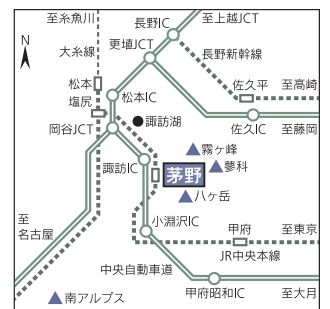 至糸魚川
長野IC
至上越JCT
N
大糸線
更埴JCT
長野新幹線
松本
佐久平
至高崎
塩尻
松本IC
岡谷JCT
諏訪湖
佐久IC
至藤岡
霧ヶ峰
諏訪IC
茅野
蓼科
八ヶ岳
至
名古屋
小淵沢IC
甲府
至東京
JR中央本線
中央自動車道
南アルプス
甲府昭和IC
至大月